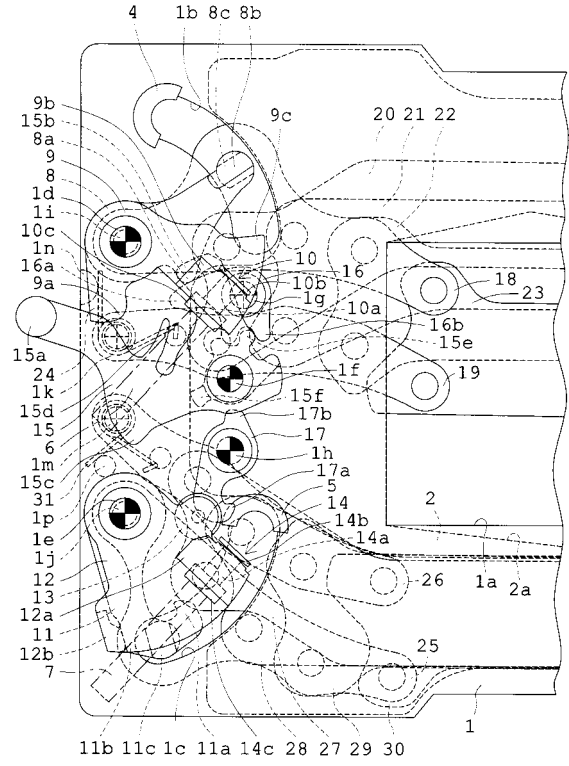 4 1b 8c 8b
9b
15b
8a
9
8
1d
1i
10c
1n
16a
9a
9c
20 21 22
10 16
10b
1g
10a
18
23
16b
15e
15a
24
1k
15d
15
6
1m
15c
31
1p
1e
1j
12
13
12a
11
12b
7
1f
15f
17b
17
1h
17a
5
14
14b
14a
19
2
1a 2a
26
25
1
11b 11c 1c 11a 14c 28 27 29 30